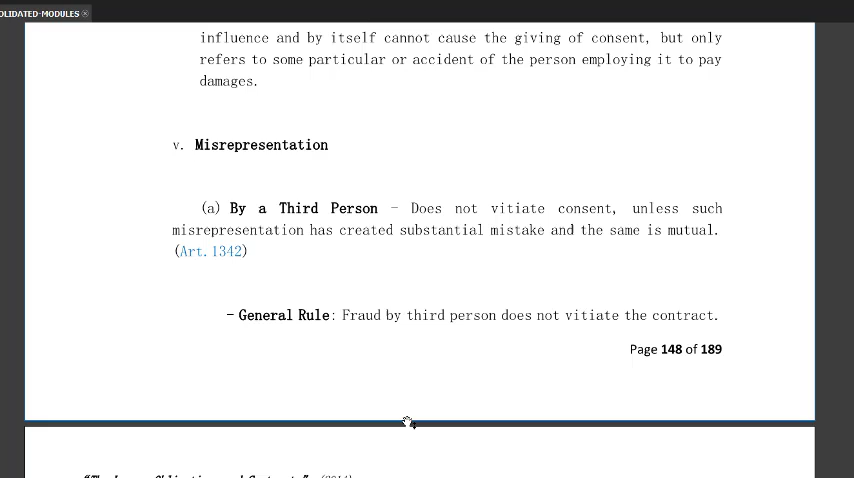 OLIDATED-MODULES
influence and by itself cannot cause the giving of consent, but only
refers to some particular or accident of the person employing it to pay
damages.
v. Misrepresentation
(a) By a Third Person – Does not vitiate consent, unless such
misrepresentation has created substantial mistake and the same is mutual.
(Art.1342)
– General Rule: Fraud by third person does not vitiate the contract.
Page 148 of 189